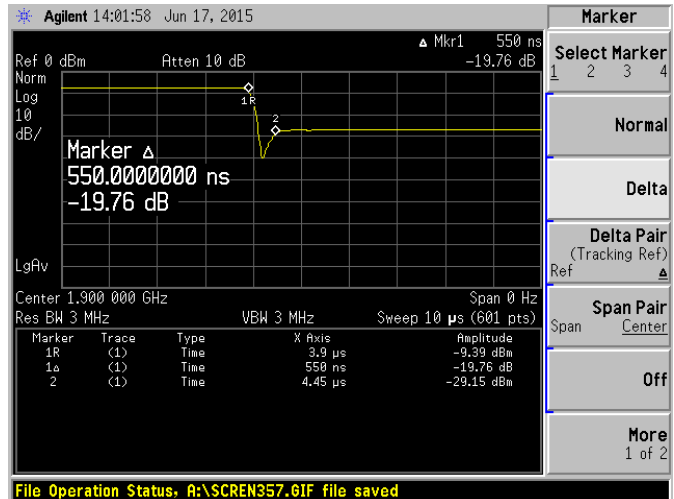 Agilent 14:01:58 Jun 17, 2015
Marker
Δ Mkr1 550 ns
Ref 0 dBm Atten 10 dB -19.76 dB
Norm
Log
10
dB/
1R
2
Marker Δ
550.0000000 ns
-19.76 dB
LgAv
Center 1.900 000 GHz Span 0 Hz
Res BW 3 MHz VBW 3 MHz Sweep 10 µs (601 pts)
Marker Trace Type X Axis Amplitude
1R (1) Time 3.9 µs -9.39 dBm
1Δ (1) Time 550 ns -19.76 dB
2 (1) Time 4.45 µs -29.15 dBm
Select Marker
1 2 3 4
Normal
Delta
Delta Pair
(Tracking Ref)
Ref Δ
Span Pair
Span Center
Off
More
1 of 2
File Operation Status, A:\SCREN357.GIF file saved